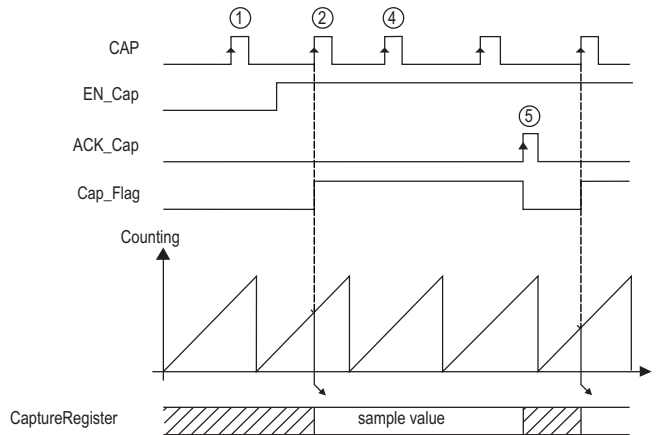 ① ② ④
CAP
EN_Cap
⑤
ACK_Cap
Cap_Flag
Counting
CaptureRegister
sample value